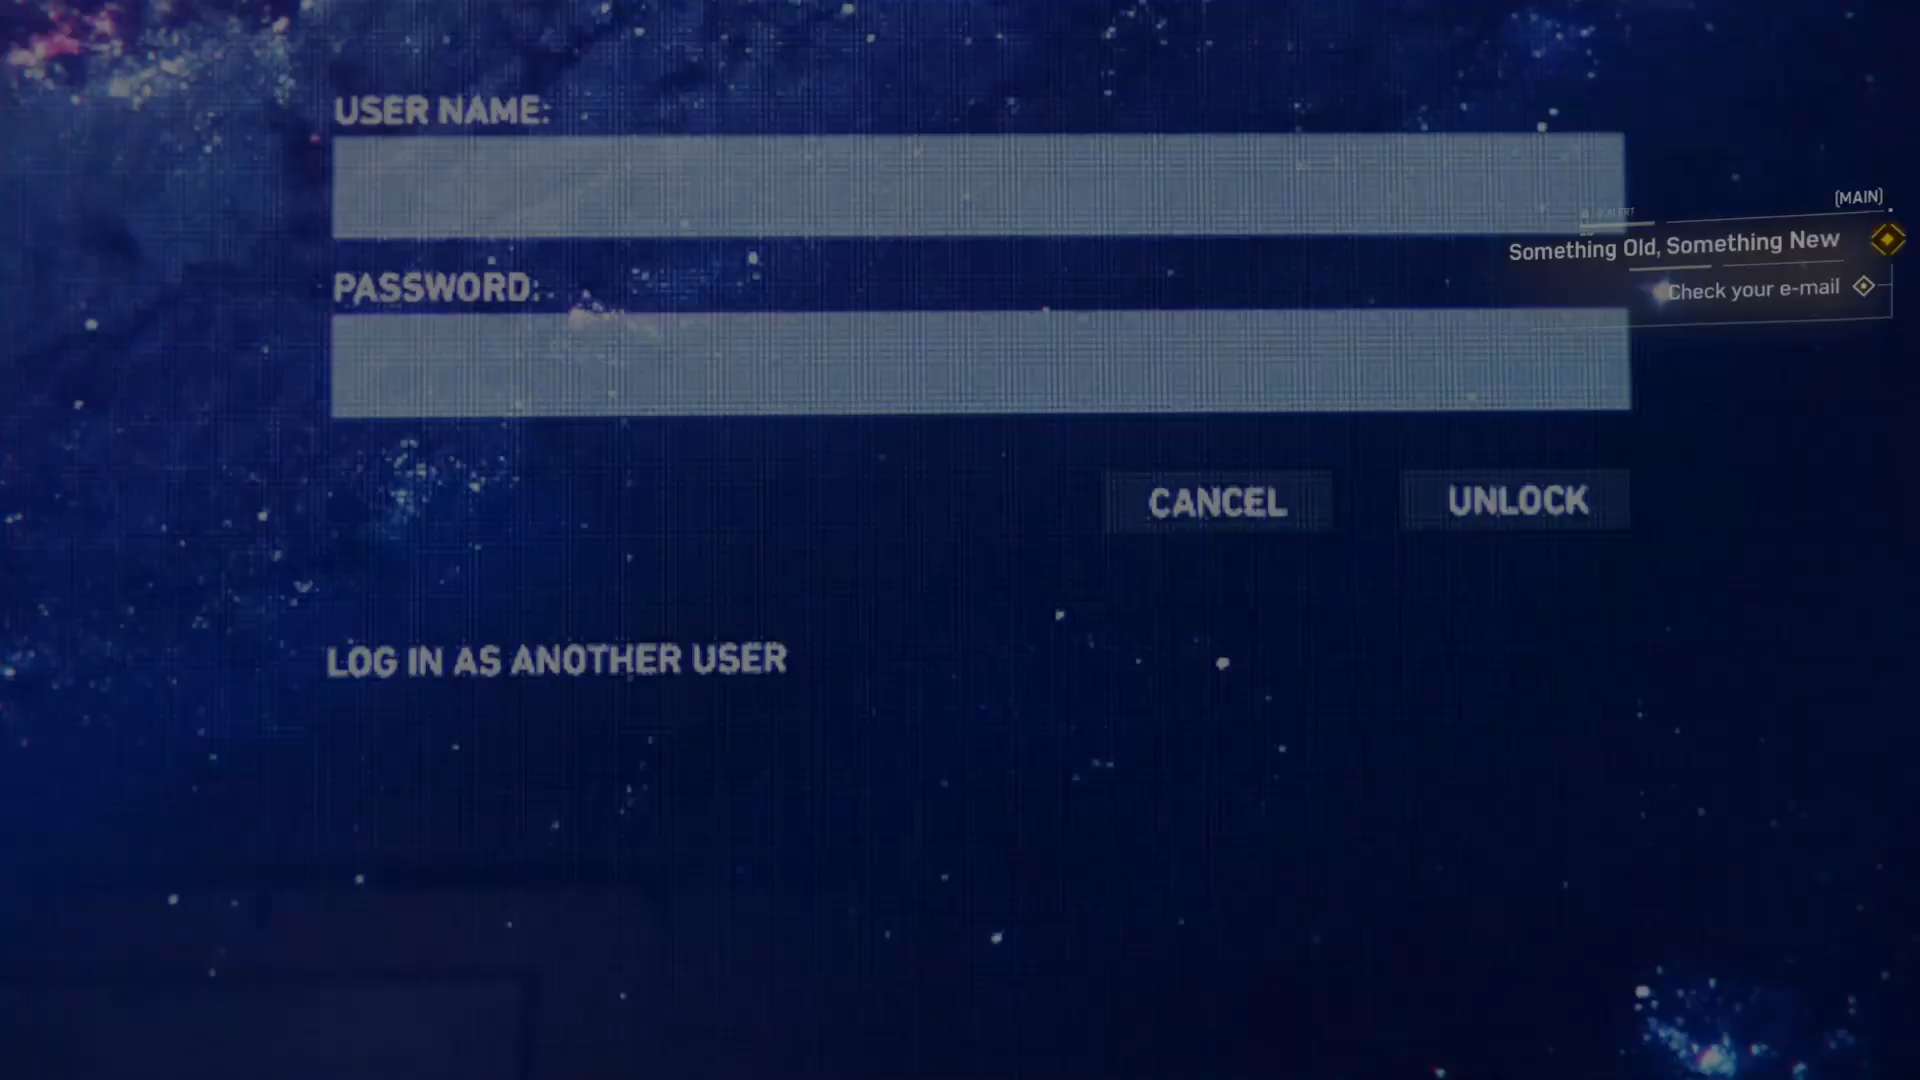 USER NAME:
(MAIN)
Something Old, Something New
PASSWORD:
Check your e-mail
CANCEL
UNLOCK
LOG IN AS ANOTHER USER